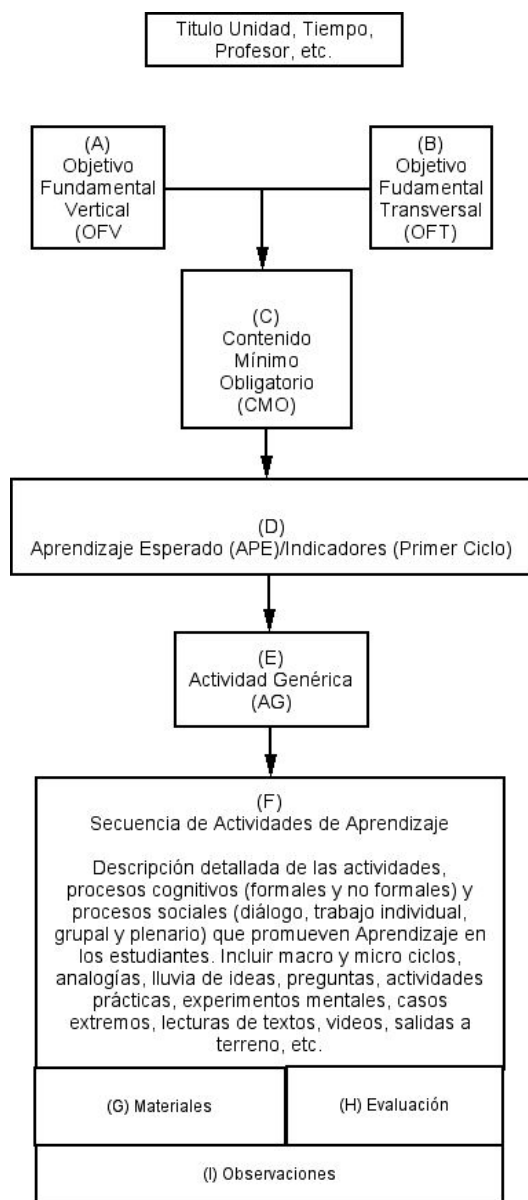 Titulo Unidad, Tiempo,
Profesor, etc.
(A)
Objetivo
Fundamental
Vertical
(OFV
(B)
Objetivo
Fudamental
Transversal
(OFT)
(C)
Contenido
Mínimo
Obligatorio
(CMO)
(D)
Aprendizaje Esperado (APE)/Indicadores (Primer Ciclo)
(E)
Actividad Genérica
(AG)
(F)
Secuencia de Actividades de Aprendizaje
Descripción detallada de las actividades,
procesos cognitivos (formales y no formales) y
procesos sociales (diálogo, trabajo individual,
grupal y plenario) que promueven Aprendizaje en
los estudiantes. Incluir macro y micro ciclos,
analogías, lluvia de ideas, preguntas, actividades
prácticas, experimentos mentales, casos
extremos, lecturas de textos, videos, salidas a
terreno, etc.
(G) Materiales
(H) Evaluación
(I) Observaciones